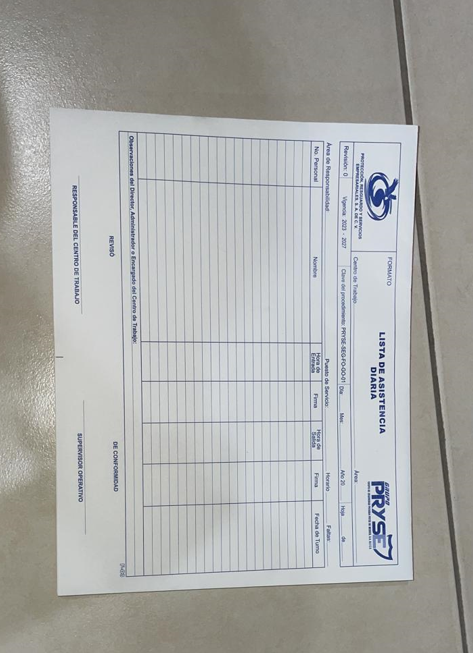 FORMATO
LISTA DE ASISTENCIA
DIARIA
GRUPO
PRYSE
PROTECCIÓN, RESGUARDO Y SERVICIOS
EMPRESARIALES, S.A. DE C. V.
Centro de Trabajo
Área:
Revisión: 0 Vigencia: 2023 - 2027 Clave del procedimiento: PRYSE-SEG-FO-GO-01 Día: Mes: Año 20 Hoja de
Área de Responsabilidad: Puesto de Servicio: Horario Faltas:
No. Personal Nombre Hora de Entrada Firma Hora de Salida Firma Fecha de Turno
Observaciones del Director, Administrador o Encargado del Centro de Trabajo:
REVISÓ DE CONFORMIDAD
RESPONSABLE DEL CENTRO DE TRABAJO SUPERVISOR OPERATIVO